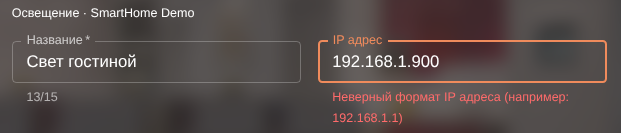 Освещение · SmartHome Demo
Название *
Свет гостиной
13/15
IP адрес
192.168.1.900
Неверный формат IP адреса (например:
192.168.1.1)